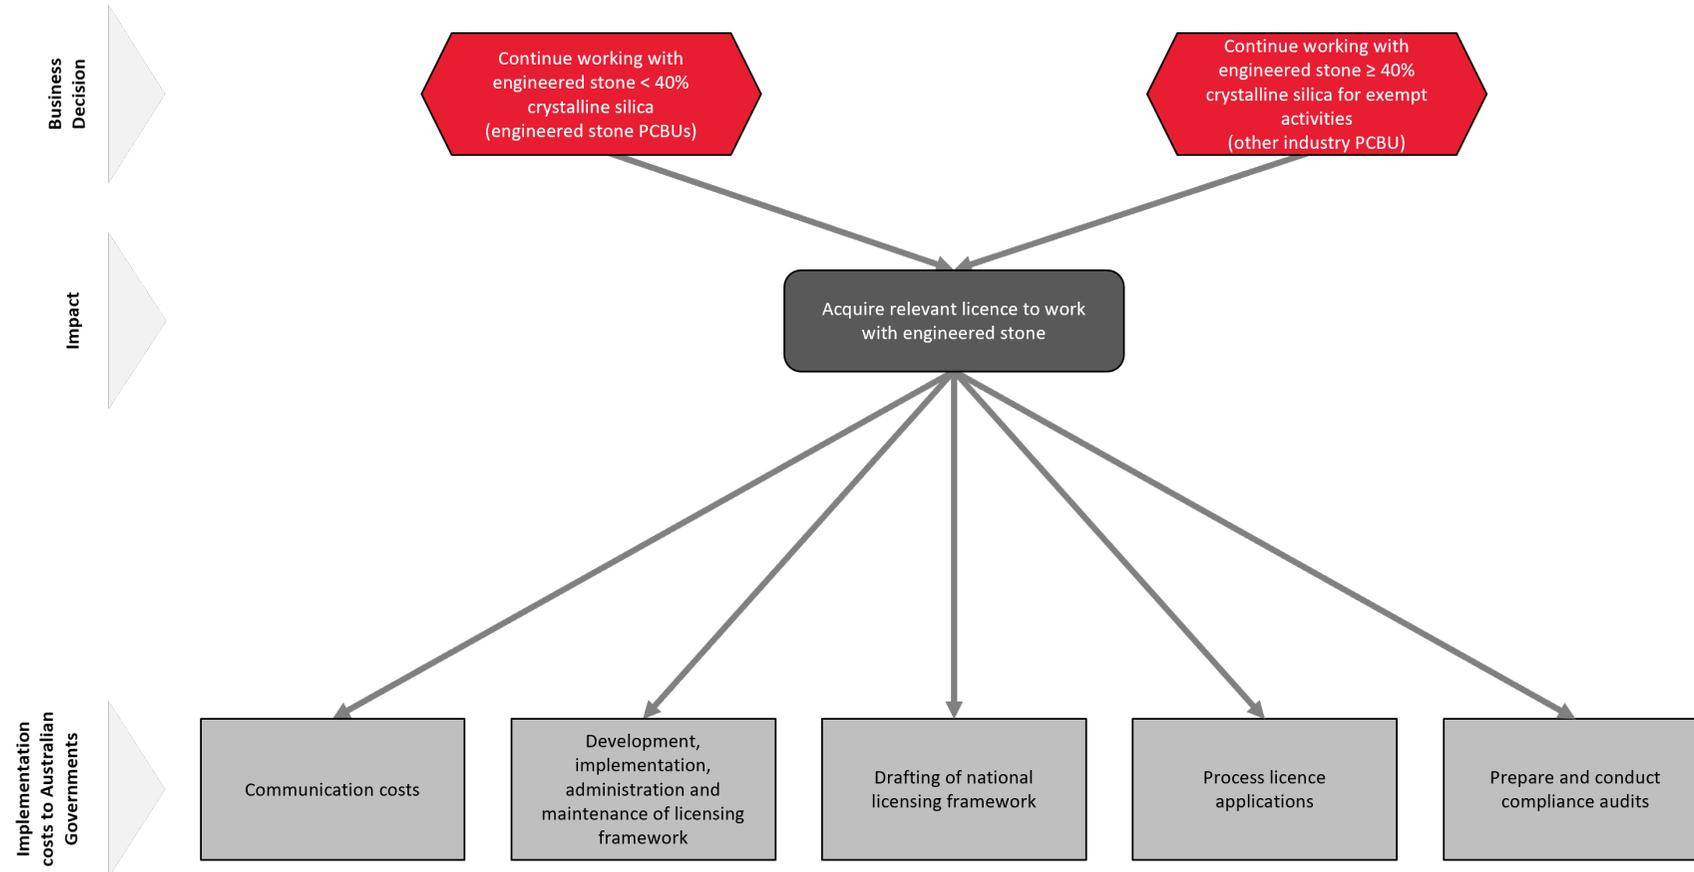 Business
Decision
Continue working with
engineered stone < 40%
crystalline silica
(engineered stone PCBUs)
Continue working with
engineered stone ≥ 40%
crystalline silica for exempt
activities
(other industry PCBU)
Impact
Acquire relevant licence to work
with engineered stone
Implementation
costs to Australian
Governments
Communication costs
Development,
implementation,
administration and
maintenance of licensing
framework
Drafting of national
licensing framework
Process licence
applications
Prepare and conduct
compliance audits